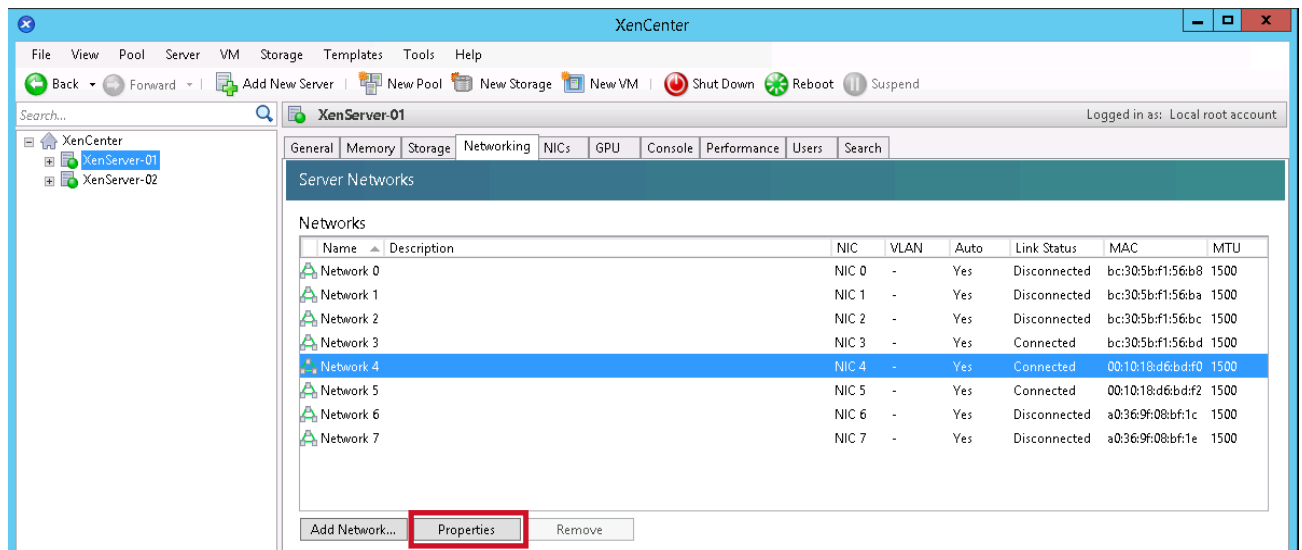 XenCenter
File View Pool Server VM Storage Templates Tools Help
Back Forward Add New Server New Pool New Storage New VM Shut Down Reboot Suspend
Search... XenServer-01 Logged in as: Local root account
XenCenter
XenServer-01
XenServer-02
General Memory Storage Networking NICs GPU Console Performance Users Search
Server Networks
Networks
Name Description NIC VLAN Auto Link Status MAC MTU
Network 0 NIC 0 - Yes Disconnected bc:30:5b:f1:56:b8 1500
Network 1 NIC 1 - Yes Disconnected bc:30:5b:f1:56:ba 1500
Network 2 NIC 2 - Yes Disconnected bc:30:5b:f1:56:bc 1500
Network 3 NIC 3 - Yes Connected bc:30:5b:f1:56:bd 1500
Network 4 NIC 4 - Yes Connected 00:10:18:d6:bd:f0 1500
Network 5 NIC 5 - Yes Connected 00:10:18:d6:bd:f2 1500
Network 6 NIC 6 - Yes Disconnected a0:36:9f:08:bf:1c 1500
Network 7 NIC 7 - Yes Disconnected a0:36:9f:08:bf:1e 1500
Add Network... Properties Remove